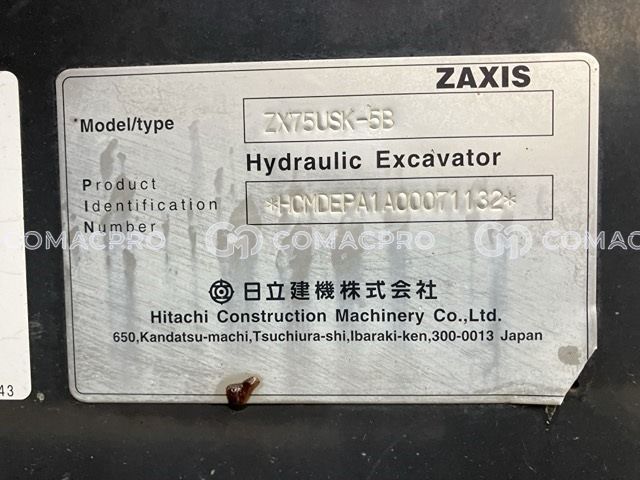 ZAXIS
Model/type ZX75USK-5B
Hydraulic Excavator
Product
Identification *HCMDEPA1A00071132*
Number
COMACPRO COMACPRO COMACPRO
日立建機株式会社
Hitachi Construction Machinery Co.,Ltd.
650,Kandatsu-machi,Tsuchiura-shi,Ibaraki-ken,300-0013 Japan
43